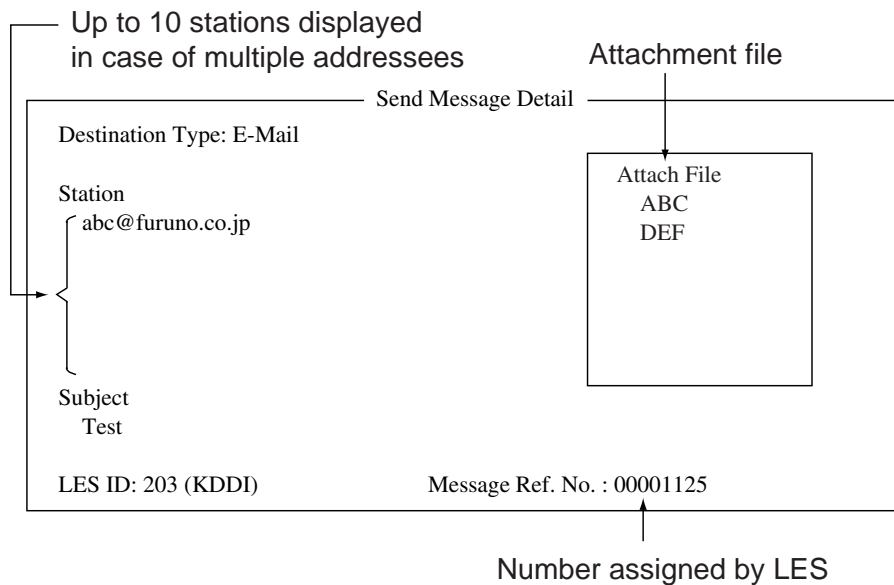 Up to 10 stations displayed
in case of multiple addressees
Attachment file
Send Message Detail
Destination Type: E-Mail
Station
abc@furuno.co.jp
Attach File
ABC
DEF
Subject
Test
LES ID: 203 (KDDI)
Message Ref. No. : 00001125
Number assigned by LES